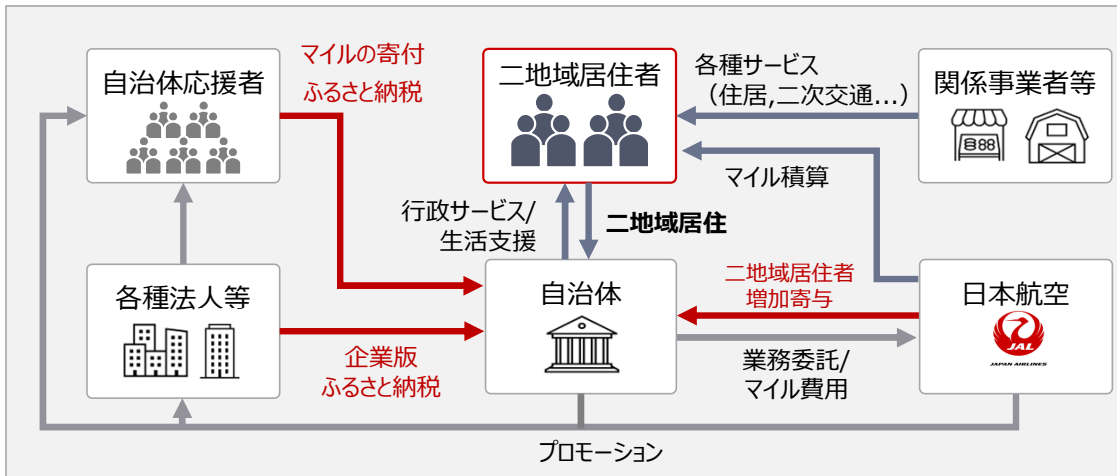 自治体応援者
マイルの寄付
ふるさと納税
二地域居住者
各種サービス
（住居,二次交通…）
関係事業者等
マイル積算
行政サービス/
生活支援
二地域居住
各種法人等
企業版
ふるさと納税
自治体
二地域居住者
増加寄与
業務委託/
マイル費用
日本航空
JAL
JAPAN AIRLINES
プロモーション